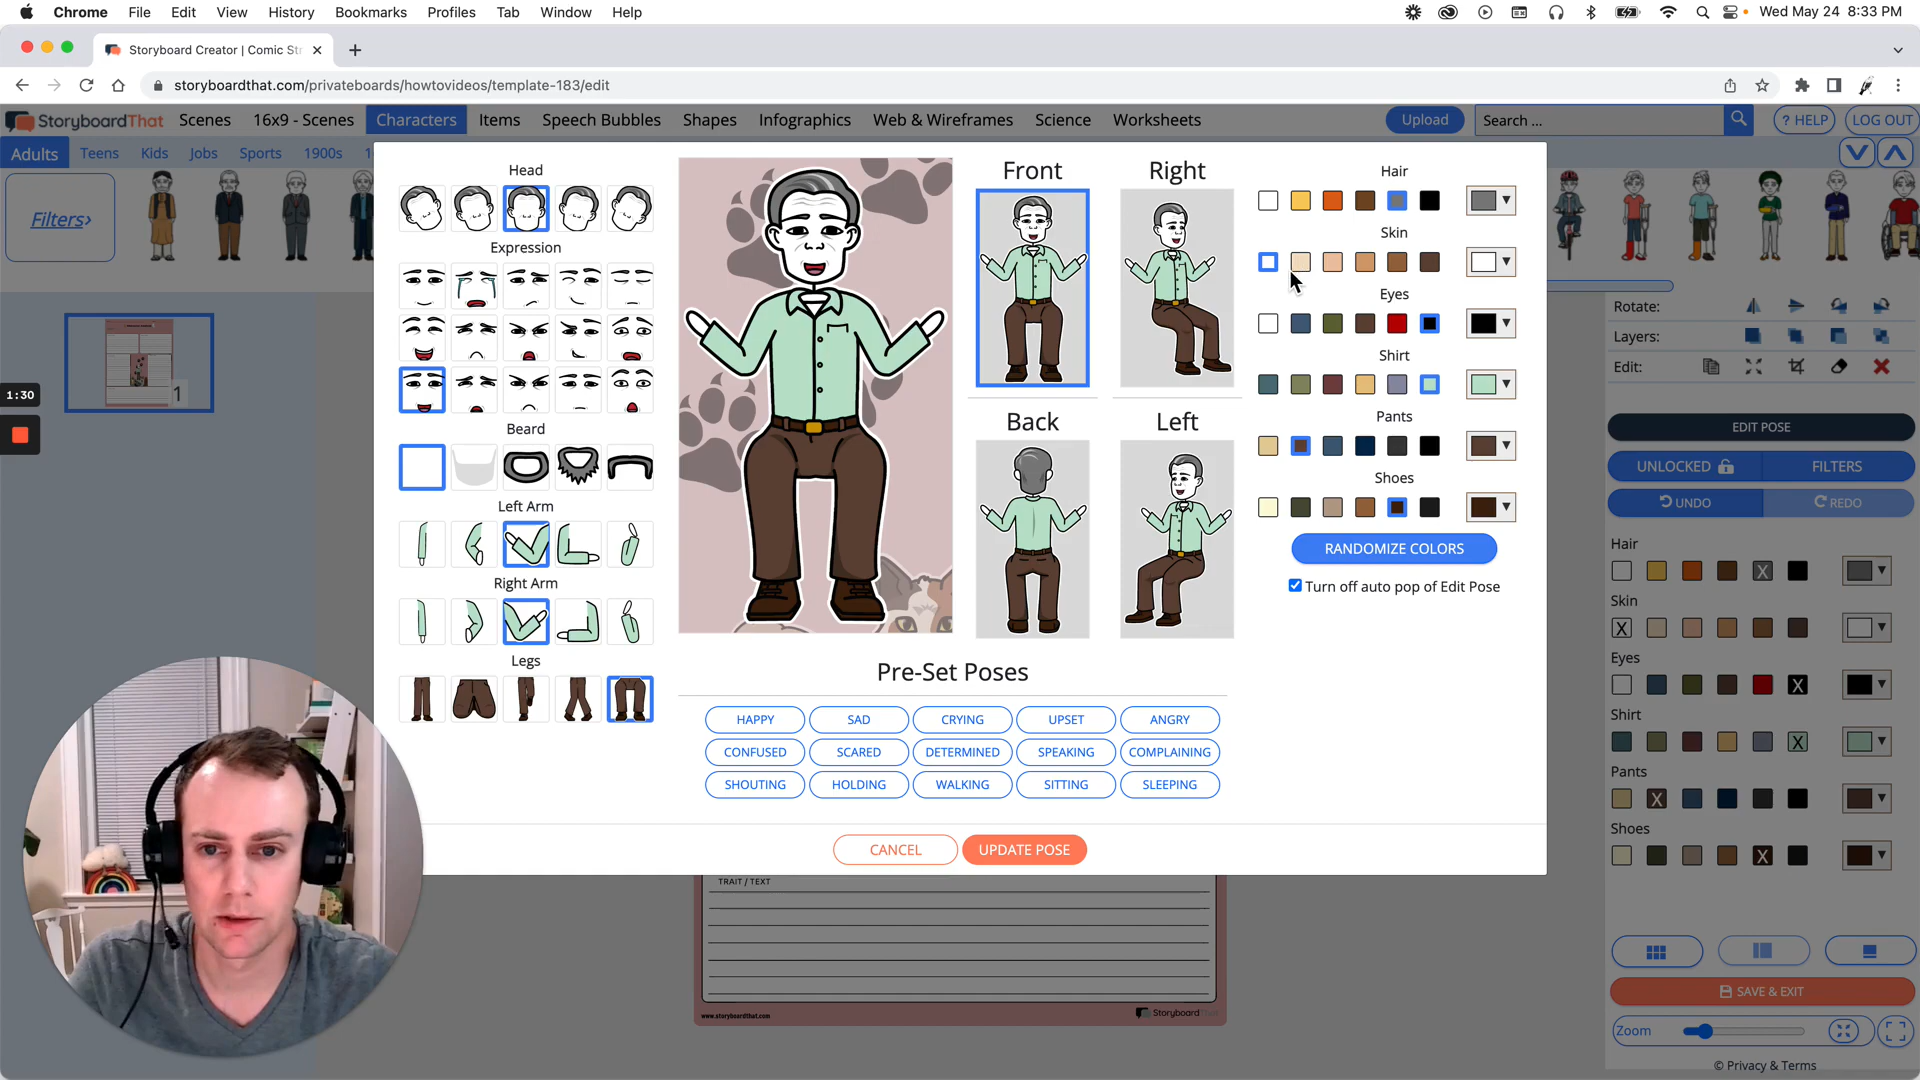 Chrome File Edit View History Bookmarks Profiles Tab Window Help
Wed May 24 8:33 PM
Storyboard Creator | Comic St
storyboardthat.com/privateboards/howtovideos/template-183/edit
StoryboardThat Scenes 16x9 - Scenes Characters Items Speech Bubbles Shapes Infographics Web & Wireframes Science Worksheets Upload Search ... ? HELP LOG OUT
Adults Teens Kids Jobs Sports 1900s
Filters›
1
1:30
Head
Expression
Beard
Left Arm
Right Arm
Legs
Front Right
Back Left
Hair
Skin
Eyes
Shirt
Pants
Shoes
RANDOMIZE COLORS
Turn off auto pop of Edit Pose
Pre-Set Poses
HAPPY SAD CRYING UPSET ANGRY
CONFUSED SCARED DETERMINED SPEAKING COMPLAINING
SHOUTING HOLDING WALKING SITTING SLEEPING
CANCEL UPDATE POSE
TRAIT / TEXT
www.storyboardthat.com
Storyboard
Rotate:
Layers:
Edit:
EDIT POSE
UNLOCKED FILTERS
UNDO REDO
Hair
X
Skin
X
Eyes
X
Shirt
X
Pants
X
Shoes
X
SAVE & EXIT
Zoom
© Privacy & Terms